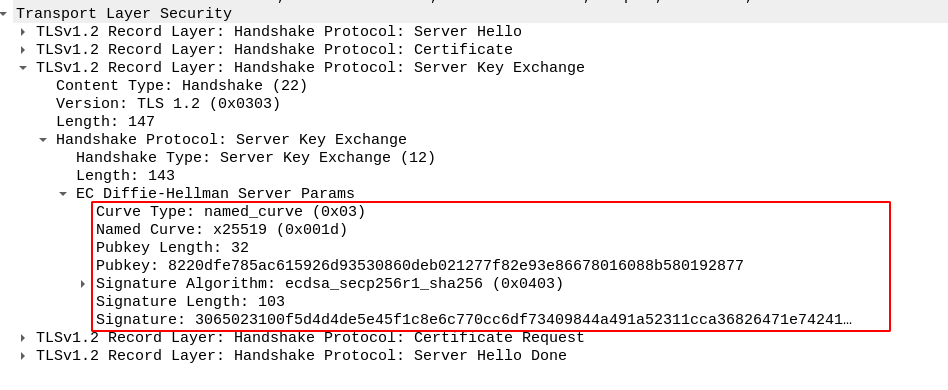 Transport Layer Security
TLSv1.2 Record Layer: Handshake Protocol: Server Hello
TLSv1.2 Record Layer: Handshake Protocol: Certificate
TLSv1.2 Record Layer: Handshake Protocol: Server Key Exchange
Content Type: Handshake (22)
Version: TLS 1.2 (0x0303)
Length: 147
Handshake Protocol: Server Key Exchange
Handshake Type: Server Key Exchange (12)
Length: 143
EC Diffie-Hellman Server Params
Curve Type: named_curve (0x03)
Named Curve: x25519 (0x001d)
Pubkey Length: 32
Pubkey: 8220dfe785ac615926d93530860deb021277f82e93e86678016088b580192877
Signature Algorithm: ecdsa_secp256r1_sha256 (0x0403)
Signature Length: 103
Signature: 3065023100f5d4d4de5e45f1c8e6c770cc6df73409844a491a52311cca36826471e74241…
TLSv1.2 Record Layer: Handshake Protocol: Certificate Request
TLSv1.2 Record Layer: Handshake Protocol: Server Hello Done